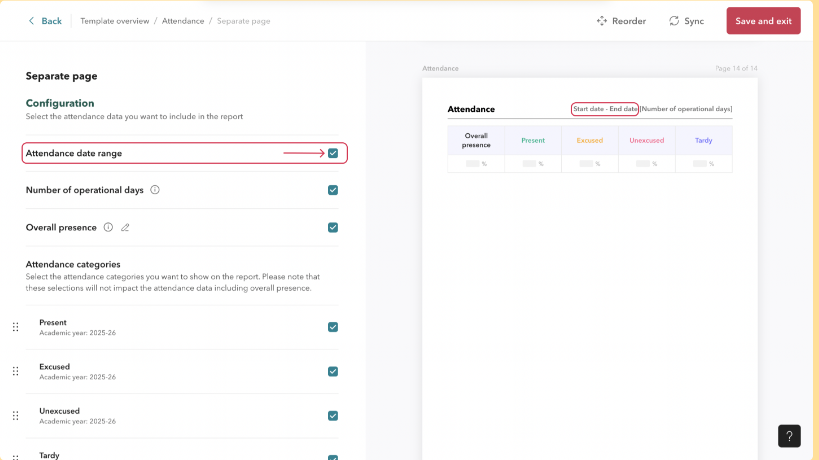 Back
Template overview / Attendance / Separate page
Reorder
Sync
Save and exit
Separate page
Configuration
Select the attendance data you want to include in the report
Attendance date range
Number of operational days
Overall presence
Attendance categories
Select the attendance categories you want to show on the report. Please note that
these selections will not impact the attendance data including overall presence.
Present
Academic year: 2025-26
Excused
Academic year: 2025-26
Unexcused
Academic year: 2025-26
Tardy
Attendance
Page 14 of 14
Attendance
Start date - End date [Number of operational days]
Overall
presence
Present
Excused
Unexcused
Tardy
% % % % %
?